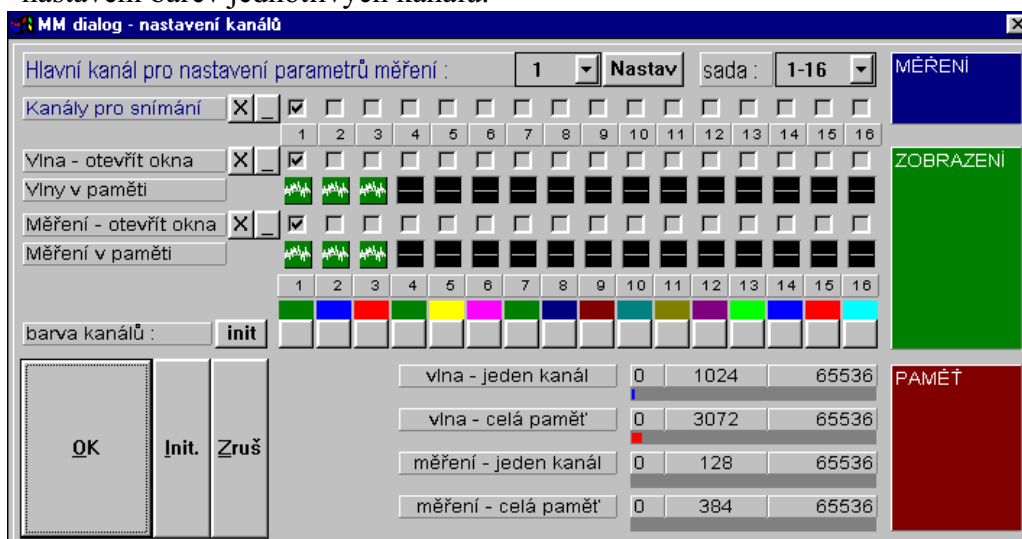 nastavení barev jednotlivých kanálů.
MM dialog - nastavení kanálů
Hlavní kanál pro nastavení parametrů měření : 1 Nastav sada : 1-16
MĚŘENÍ
Kanály pro snímání X _
1 2 3 4 5 6 7 8 9 10 11 12 13 14 15 16
Vlna - otevřít okna X _
ZOBRAZENÍ
Vlny v paměti
Měření - otevřít okna X _
Měření v paměti
1 2 3 4 5 6 7 8 9 10 11 12 13 14 15 16
barva kanálů : init
OK Init. Zruš
vlna - jeden kanál 0 1024 65536
PAMĚŤ
vlna - celá paměť 0 3072 65536
měření - jeden kanál 0 128 65536
měření - celá paměť 0 384 65536